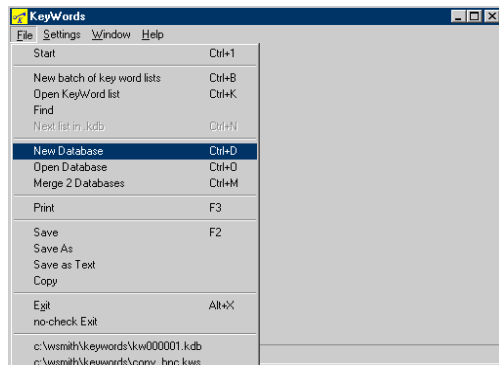 KeyWords
File Settings Window Help
Start Ctrl+1
New batch of key word lists Ctrl+B
Open KeyWord list Ctrl+K
Find
Next list in .kdb Ctrl+N
New Database Ctrl+D
Open Database Ctrl+O
Merge 2 Databases Ctrl+M
Print F3
Save F2
Save As
Save as Text
Copy
Exit Alt+X
no-check Exit
c:\wsmith\keywords\kw000001.kdb
c:\wsmith\keywords\copy_bnc.kws